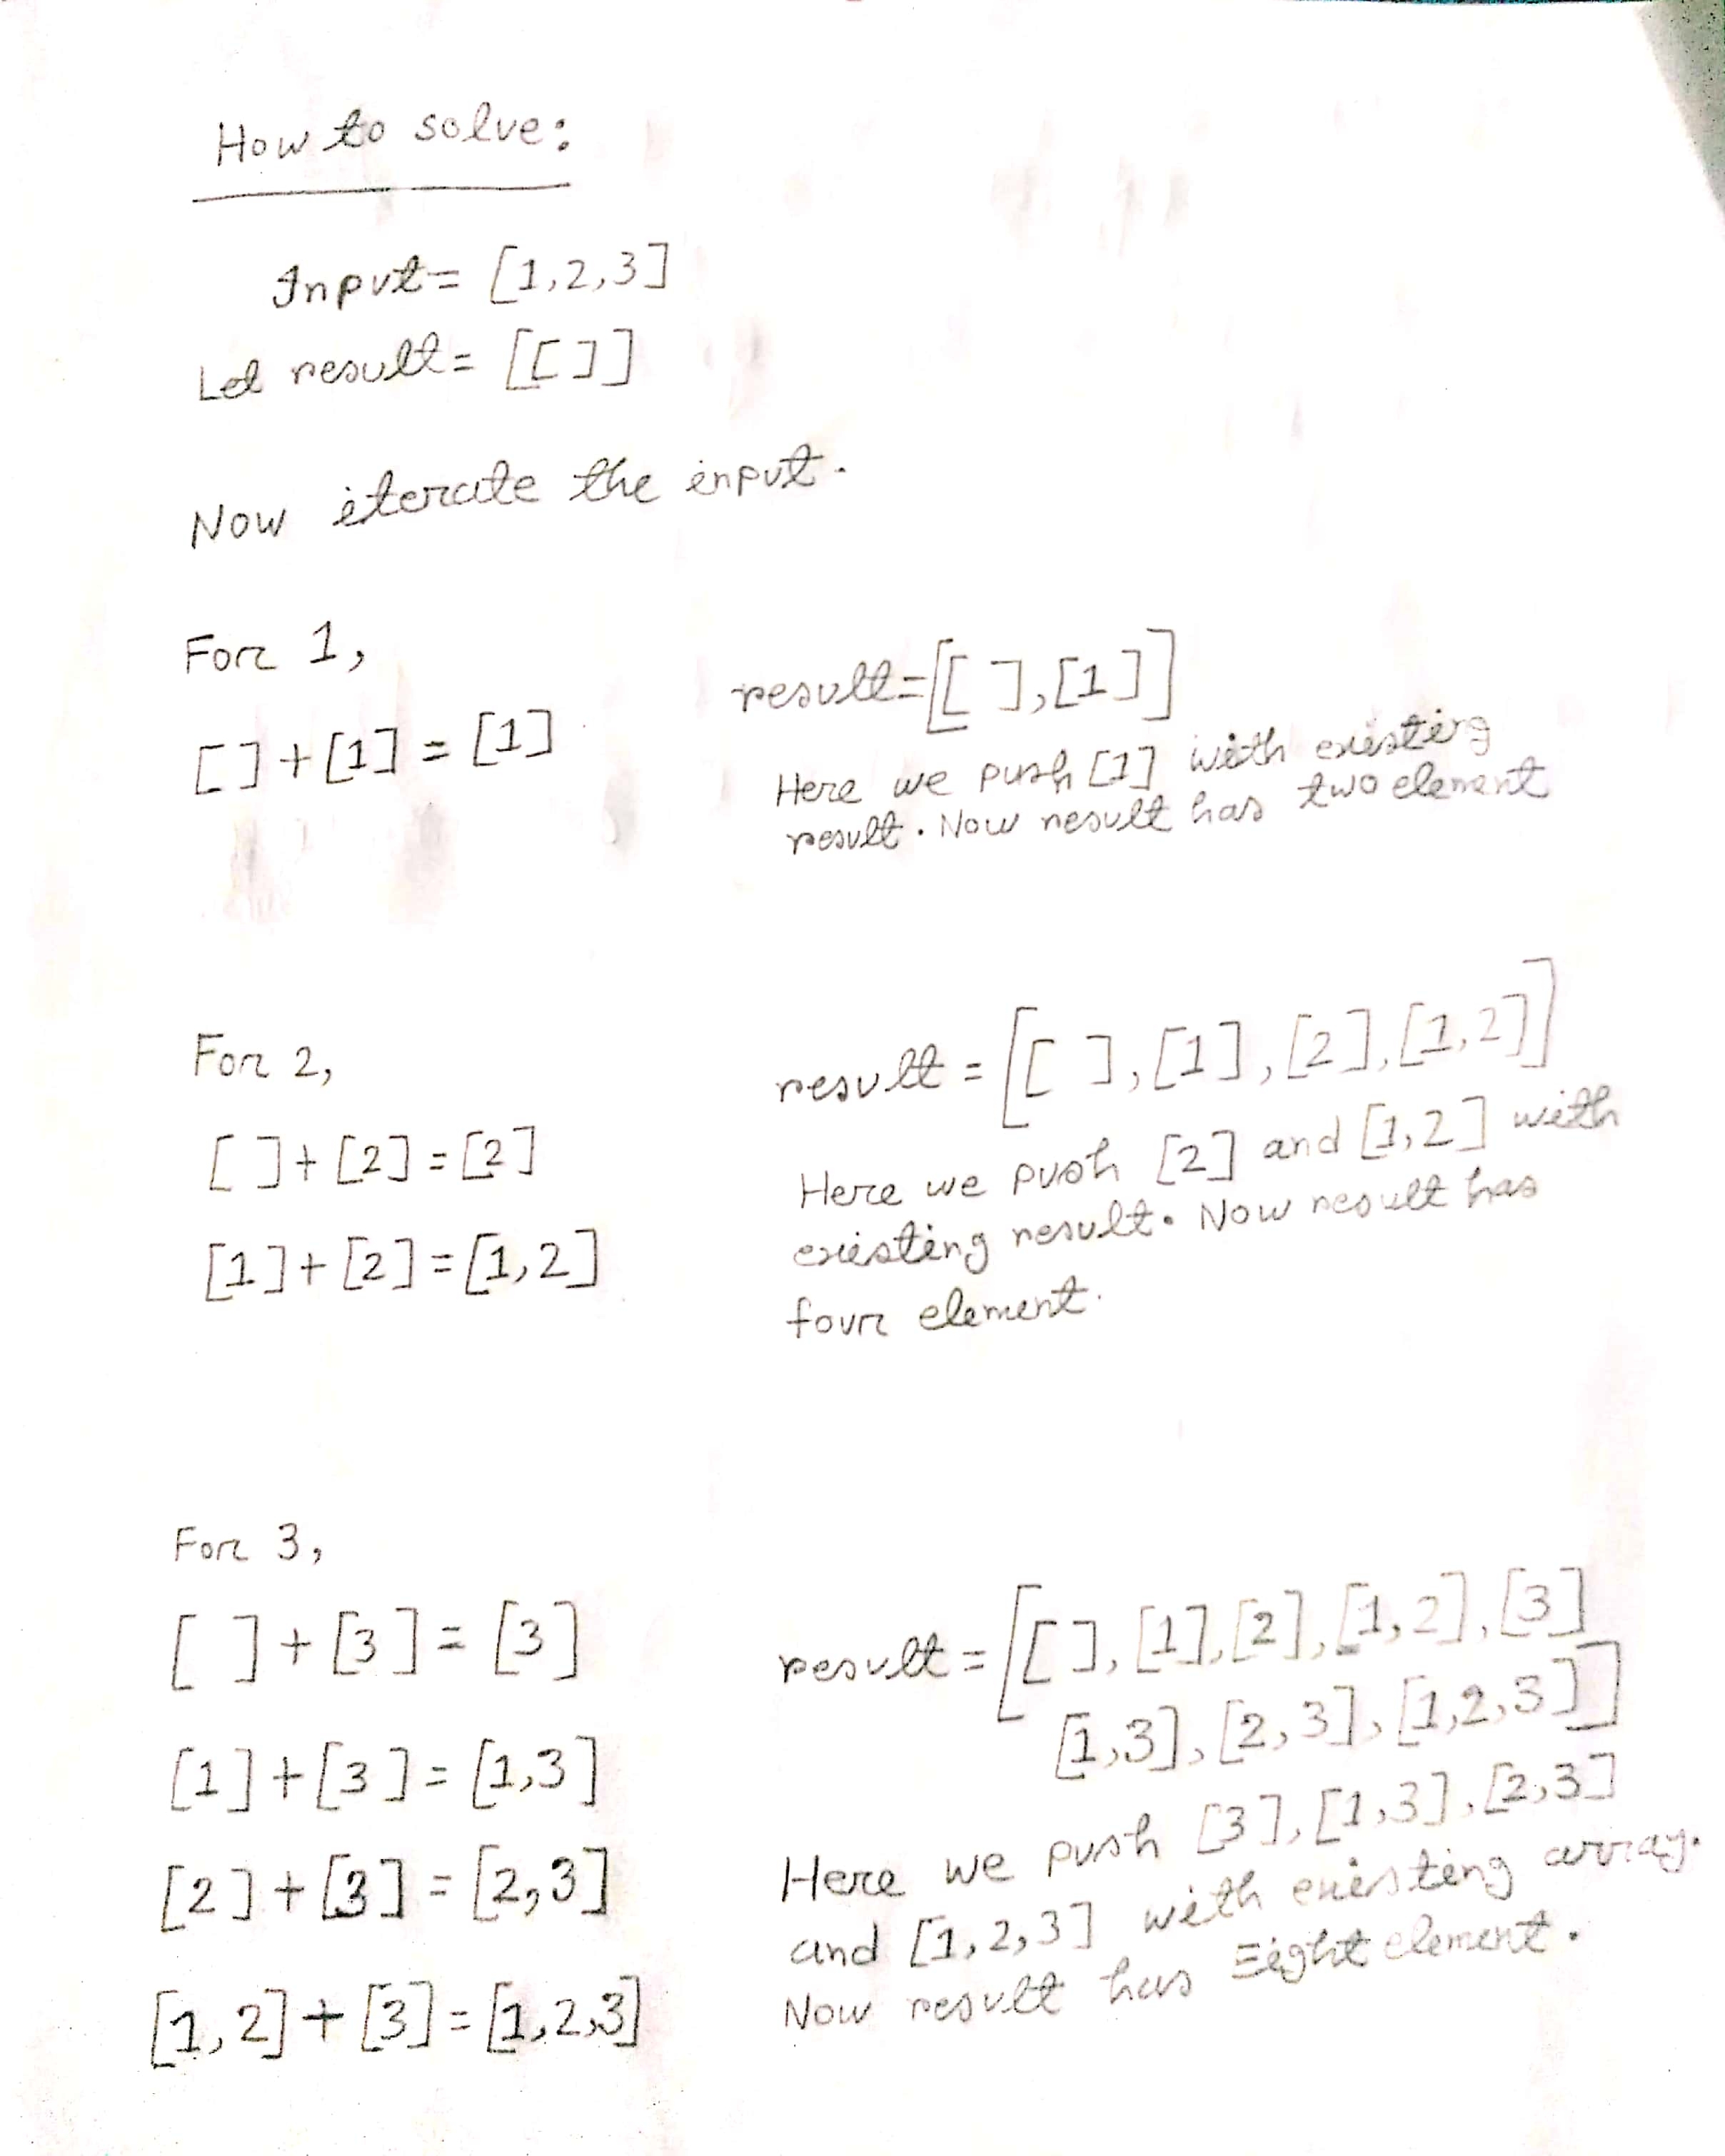 How to solve:
Input= [1,2,3]
Let result= [[]]
Now iterate the input.
For 1,
[]+[1] = [1]
result=[[ ],[1]]
Here we push [1] with existing
result. Now result has two element
For 2,
[ ]+[2]=[2]
[1]+[2]=[1,2]
result = [[ ],[1],[2],[1,2]]
Here we push [2] and [1,2] with
existing result. Now result has
four element.
For 3,
[ ]+[3]= [3]
[1]+[3]= [1,3]
[2]+[3] = [2,3]
[1,2]+[3]=[1,2,3]
result = [[ ],[1],[2],[1,2],[3]
[1,3],[2,3],[1,2,3]]
Here we push [3],[1,3],[2,3]
and [1,2,3] with existing array.
Now result has Eight element.